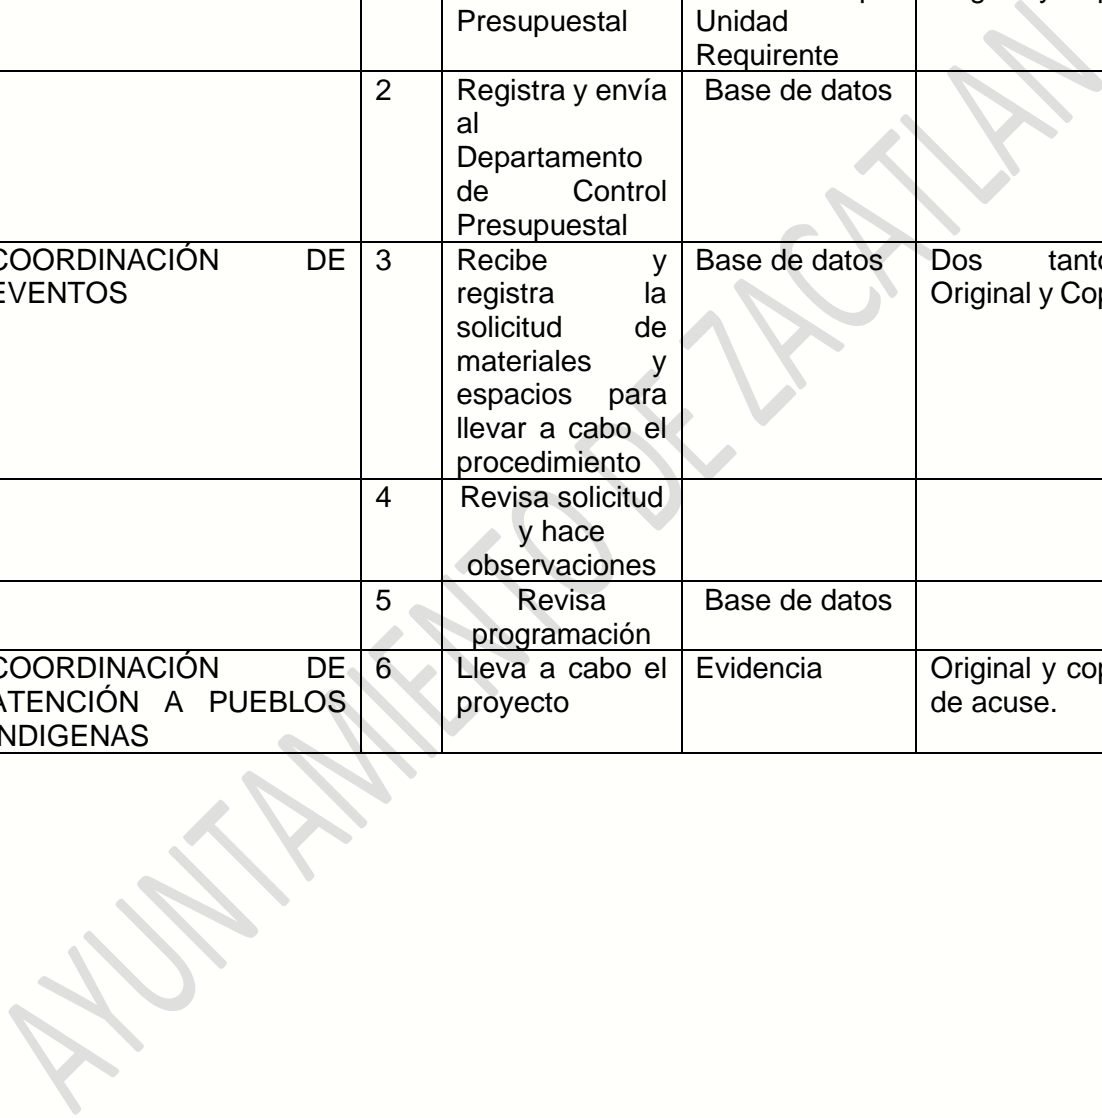 Presupuestal Unidad
Requirente
2 Registra y envía Base de datos
al
Departamento
de Control
Presupuestal
COORDINACIÓN DE 3 Recibe y Base de datos Dos
EVENTOS registra la Original y
solicitud de
materiales y
espacios para
llevar a cabo el
procedimiento
4 Revisa solicitud
y hace
observaciones
5 Revisa Base de datos
programación
COORDINACIÓN DE 6 Lleva a cabo el Evidencia Original y
ATENCIÓN A PUEBLOS proyecto de acuse.
INDIGENAS
AYUNTAMIENTO DE ZACATLAN